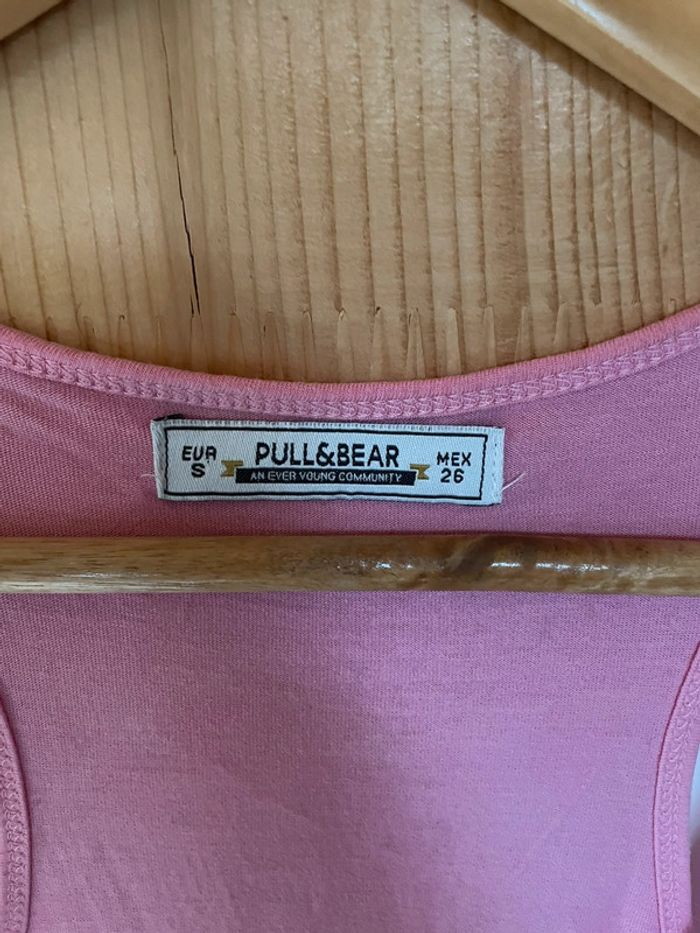 EUR
S
PULL&BEAR
AN EVER YOUNG COMMUNITY
MEX
26